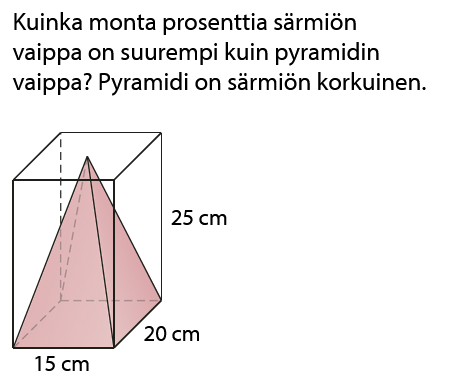 Kuinka monta prosenttia särmiön
vaippa on suurempi kuin pyramidin
vaippa? Pyramidi on särmiön korkuinen.
25 cm
20 cm
15 cm